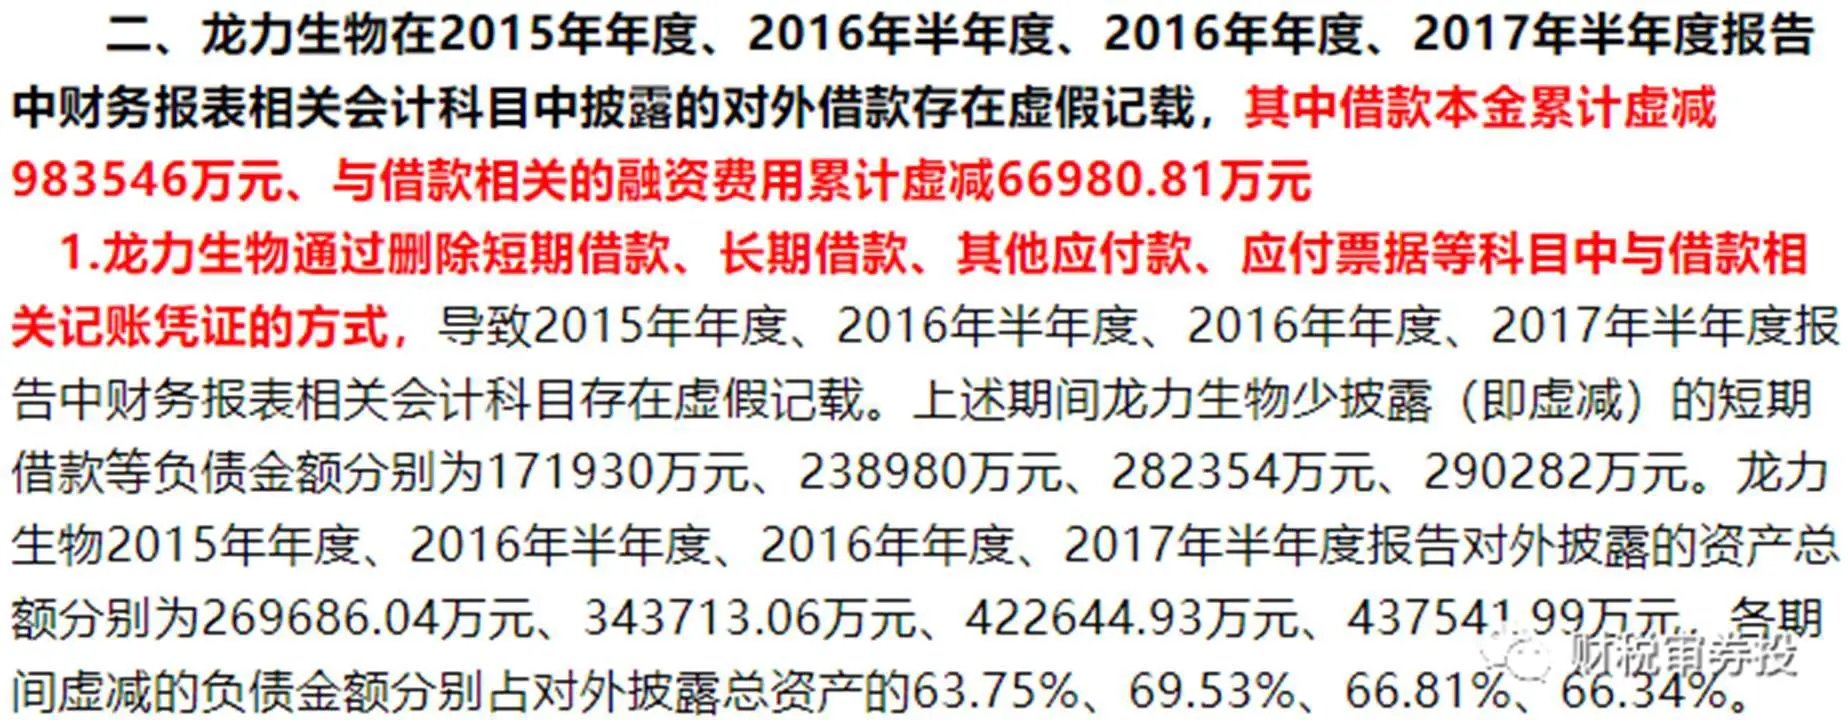 二、龙力生物在2015年年度、2016年半年度、2016年年度、2017年半年度报告
中财务报表相关会计科目中披露的对外借款存在虚假记载，其中借款本金累计虚减
983546万元、与借款相关的融资费用累计虚减66980.81万元
1.龙力生物通过删除短期借款、长期借款、其他应付款、应付票据等科目中与借款相
关记账凭证的方式，导致2015年年度、2016年半年度、2016年年度、2017年半年度报
告中财务报表相关会计科目存在虚假记载。上述期间龙力生物少披露（即虚减）的短期
借款等负债金额分别为171930万元、238980万元、282354万元、290282万元。龙力
生物2015年年度、2016年半年度、2016年年度、2017年半年度报告对外披露的资产总
额分别为269686.04万元、343713.06万元、422644.93万元、437541.99万元，各期
间虚减的负债金额分别占对外披露总资产的63.75%、69.53%、66.81%、66.34%。
财税审券投